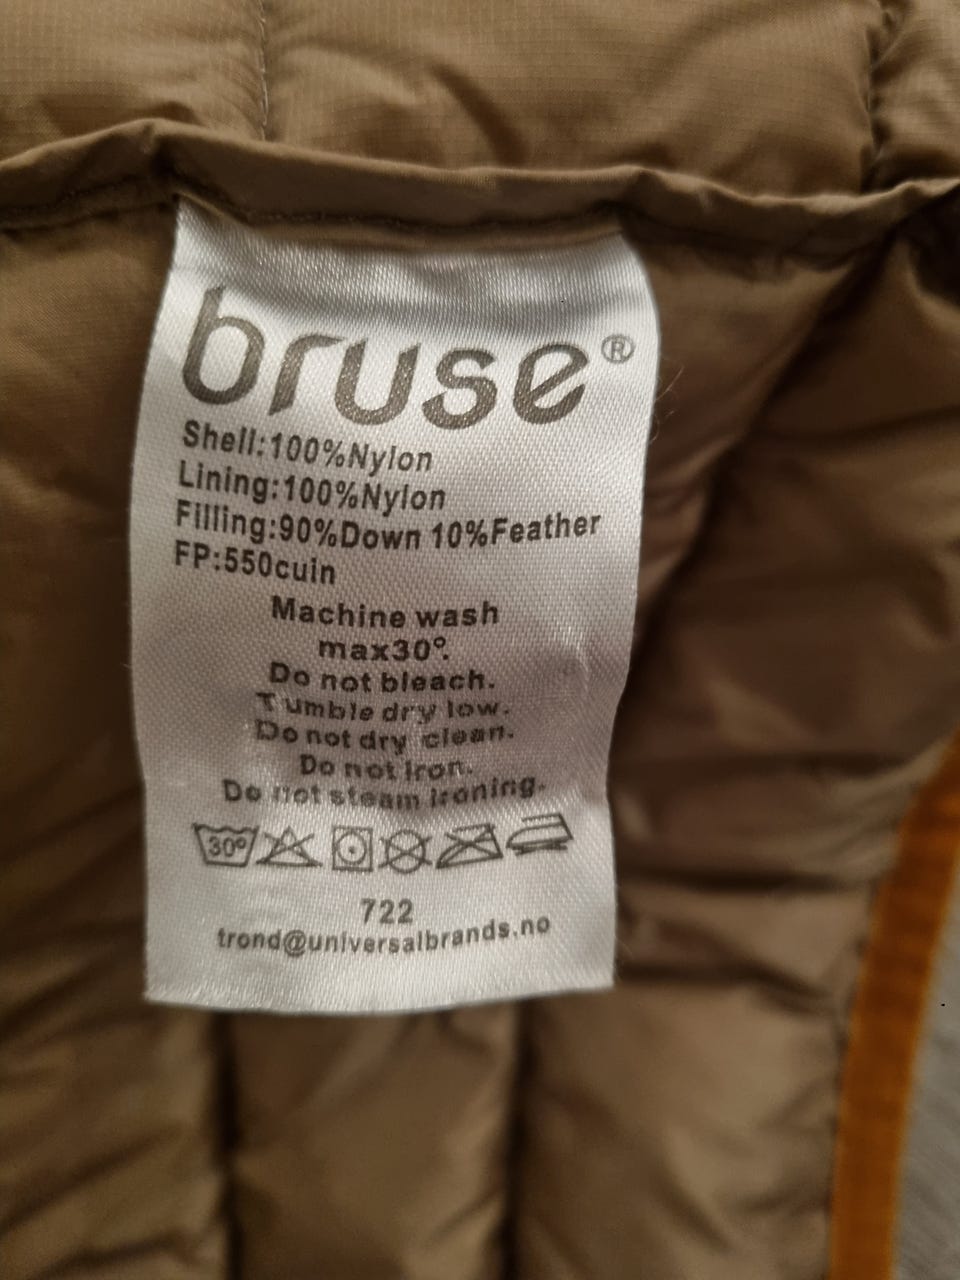 bruse®
Shell:100%Nylon
Lining:100%Nylon
Filling:90%Down 10%Feather
FP:550cuin
Machine wash
max30°.
Do not bleach.
Tumble dry low.
Do not dry clean.
Do not iron.
Do not steam ironing.
30°
722
trond@universalbrands.no